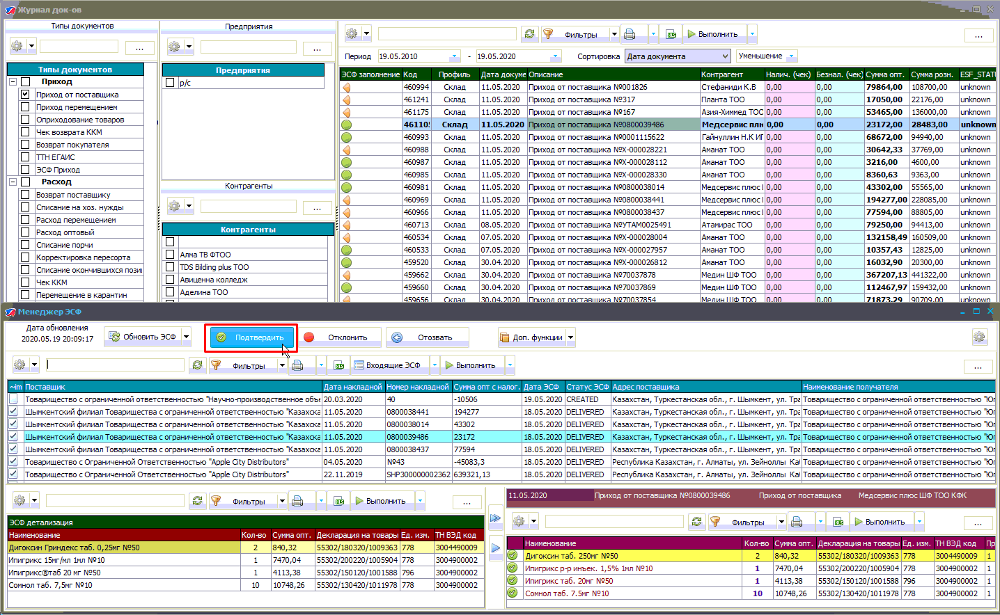 Журнал док-ов
Типы документов
...
Типы документов
Приход
Приход от поставщика
Приход перемещением
Оприходование товаров
Чек возврата ККМ
Возврат покупателя
ТТН ЕГАИС
ЭСФ Приход
Расход
Возврат поставщику
Списание на хоз. нужды
Расход перемещением
Расход оптовый
Списание порчи
Корректировка пересорта
Списание окончившихся пози
Чек ККМ
Перемещение в карантин
Предприятия
...
Предприятия
р/с
Контрагенты
...
Контрагенты
Алма ТВ ФТОО
TDS Bilding plus ТОО
Авиценна колледж
Аделина ТОО
Фильтры XLS Выполнить ...
Период 19.05.2010 - 19.05.2020 Сортировка Дата документа Уменьшение
ЭСФ заполнение Код Профиль Дата докуме Описание Контрагент Налич. (чек) Безнал. (чек) Сумма опт. Сумма розн. ESF_STATU
460994 Склад 11.05.2020 Приход от поставщика №001826 Стефаниди К.В 0,00 0,00 79864,00 108700,00 unknown
461241 Склад 11.05.2020 Приход от поставщика №317 Планта ТОО 0,00 0,00 17050,00 22176,00 unknown
461175 Склад 11.05.2020 Приход от поставщика №167 Азия-Химмед ТОО 0,00 0,00 53465,00 136000,00 unknown
46110 Склад 11.05.2020 Приход от поставщика №0800039486 Медсервис плю 0,00 0,00 23172,00 28483,00 unknown
460993 Склад 11.05.2020 Приход от поставщика №0001115622 Гайнуллин Н.К ИП 0,00 0,00 68672,00 94940,00 unknown
460988 Склад 11.05.2020 Приход от поставщика №Х-000028221 Аманат ТОО 0,00 0,00 30642,33 37769,00 unknown
460987 Склад 11.05.2020 Приход от поставщика №Х-000028112 Аманат ТОО 0,00 0,00 3216,00 4600,00 unknown
460985 Склад 11.05.2020 Приход от поставщика №Х-000028330 Аманат ТОО 0,00 0,00 8360,63 9363,00 unknown
460981 Склад 11.05.2020 Приход от поставщика №0800038014 Медсервис плюс 0,00 0,00 43302,00 55565,00 unknown
460969 Склад 11.05.2020 Приход от поставщика №0800038441 Медсервис плюс 0,00 0,00 194277,00 228085,00 unknown
460966 Склад 11.05.2020 Приход от поставщика №0800038437 Медсервис плюс 0,00 0,00 77594,00 88805,00 unknown
460713 Склад 08.05.2020 Приход от поставщика №УТАМ0025491 Атамирас ТОО 0,00 0,00 79250,00 94413,00 unknown
460534 Склад 07.05.2020 Приход от поставщика №Х-000028004 Аманат ТОО 0,00 0,00 132158,49 160509,00 unknown
460533 Склад 07.05.2020 Приход от поставщика №Х-000027957 Аманат ТОО 0,00 0,00 10357,43 12825,00 unknown
459520 Склад 30.04.2020 Приход от поставщика №Х-000026812 Аманат ТОО 0,00 0,00 16032,90 20300,00 unknown
459662 Склад 30.04.2020 Приход от поставщика №70037878 Медин ШФ ТОО 0,00 0,00 367207,13 441322,00 unknown
459660 Склад 30.04.2020 Приход от поставщика №70037869 Медин ШФ ТОО 0,00 0,00 112467,97 159432,00 unknown
459656 Склад 30.04.2020 Приход от поставщика №70037854 Медин ШФ ТОО 0,00 0,00 71873,29 90709,00 unknown
Менеджер ЭСФ
Дата обновления
2020.05.19 20:09:17
Обновить ЭСФ Подтвердить Отклонить Отозвать Доп. функции
Фильтры XLS Входящие ЭСФ Выполнить ...
~im Поставщик Дата накладной Номер накладной Сумма опт с налог. Дата ЭСФ Статус ЭСФ Адрес поставщика Наименование получателя
Товарищество с ограниченной ответственностью "Научно-производственное объе 20.03.2020 40 -10506 19.05.2020 CREATED Казахстан, Туркестанская обл., г. Шымкент, ул. Тра Товарищество с ограниченной ответственностью "Юг
Шымкентский филиал Товарищества с ограниченной ответственностью "Казахска 11.05.2020 0800038441 194277 18.05.2020 DELIVERED Казахстан, Туркестанская обл., г. Шымкент, ул. Тра Товарищество с ограниченной ответственностью "Юг
Шымкентский филиал Товарищества с ограниченной ответственностью "Казахска 11.05.2020 0800038014 43302 18.05.2020 DELIVERED Казахстан, Туркестанская обл., г. Шымкент, ул. Тра Товарищество с ограниченной ответственностью "Юг
Шымкентский филиал Товарищества с ограниченной ответственностью "Казахска 11.05.2020 0800039486 23172 18.05.2020 DELIVERED Казахстан, Туркестанская обл., г. Шымкент, ул. Тра Товарищество с ограниченной ответственностью "Юг
Шымкентский филиал Товарищества с ограниченной ответственностью "Казахска 11.05.2020 0800038437 77594 18.05.2020 DELIVERED Казахстан, Туркестанская обл., г. Шымкент, ул. Тра Товарищество с ограниченной ответственностью "Юг
Товарищество с Ограниченной Ответственностью "Apple City Distributors" 04.05.2020 №43 -45083,3 18.05.2020 DELIVERED Республика Казахстан, г. Алматы, ул. Зейноллы Каб Товарищество с ограниченной ответственностью "Юг
Товарищество с Ограниченной Ответственностью "Apple City Distributors" 22.11.2019 SHP300000002362 639321,13 18.05.2020 DELIVERED Республика Казахстан, г. Алматы, ул. Зейноллы Каб Товарищество с ограниченной ответственностью "Юг
Фильтры XLS Выполнить ...
ЭСФ детализация
Наименование Кол-во Сумма опт. Декларация на товары Ед. изм. ТН ВЭД код
Дигоксин Гриндекс таб. 0,25мг №50 2 840,32 55302/180320/1009363 778 3004490009
Ипигрикс 15мг/мл 1мл №10 1 7470,04 55302/200220/1005904 778 3004900002
Ипигрикс®таб 20 мг №50 1 4113,38 55302/150120/1001588 796 3004900002
Сомнол таб. 7,5мг №10 10 10748,26 55302/130420/1011978 778 3004900002
11.05.2020 Приход от поставщика №0800039486 Приход от поставщика Медсервис плюс ШФ ТОО КФК
Фильтры XLS Выполнить ...
Наименование Кол-во Сумма опт. Декларация на товары Ед. изм. ТН ВЭД код Пр
Дигоксин таб. 250мг №50 2 840,32 55302/180320/1009363 778 3004490009 1
Ипигрикс р-р инъек. 1,5% 1мл №10 1 7470,04 55302/200220/1005904 778 3004900002 1
Ипигрикс таб. 20мг №50 1 4113,38 55302/150120/1001588 796 3004900002 1
Сомнол таб. 7.5мг №10 10 10748,26 55302/130420/1011978 778 3004900002 1